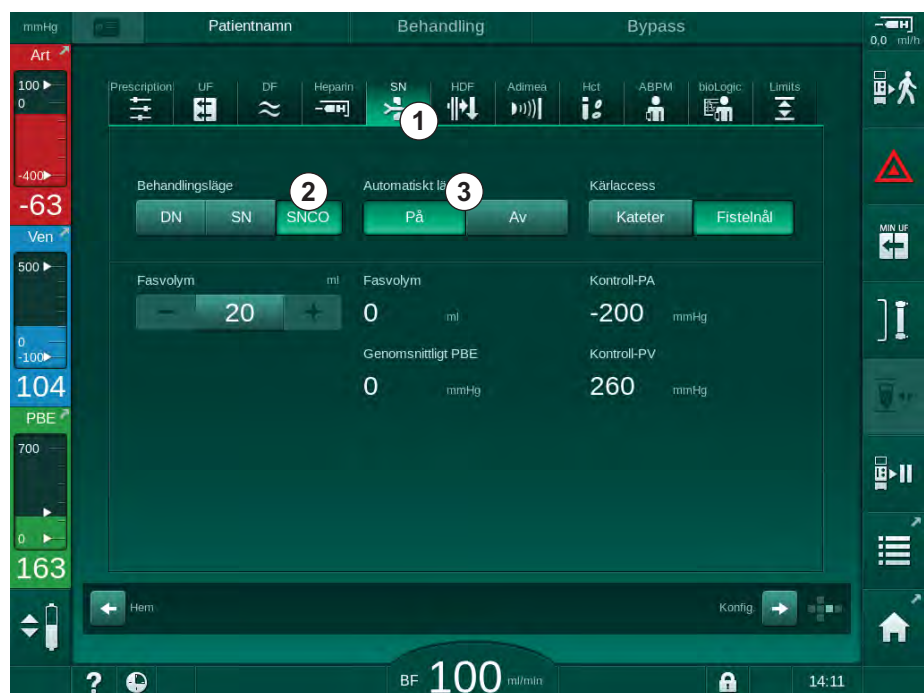 mmHg Patientnamn Behandling Bypass
0,0 ml/h
Art
100
0
-400
-63
Ven
500
0
-100
104
PBE
700
0
163
Prescription UF DF Heparin SN HDF Adimea Hct ABPM bioLogic Limits
1
Behandlingsläge 2 Automatiskt lä 3 Kärlaccess
DN SN SNCO På Av Kateter Fistelnål
Fasvolym ml Fasvolym Kontroll-PA
20 0 ml -200 mmHg
Genomsnittligt PBE Kontroll-PV
0 mmHg 260 mmHg
MIN UF
Hem Konfig.
? BF 100 ml/min 14:11